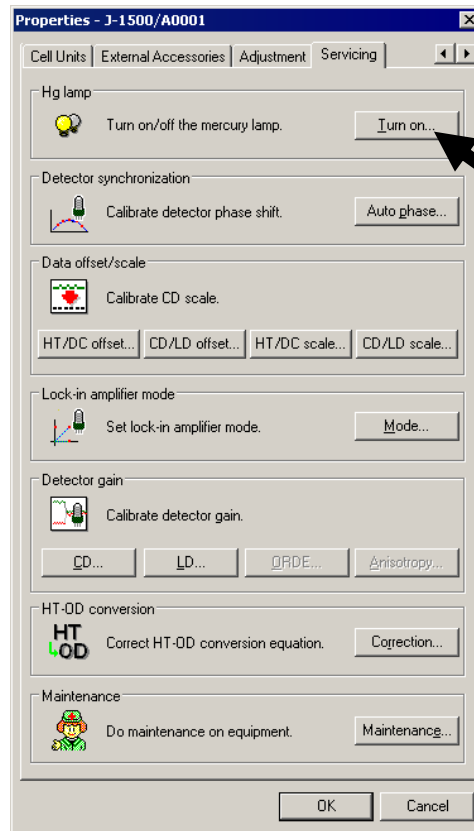 Properties - J-1500/A0001
Cell Units External Accessories Adjustment Servicing
Hg lamp
Turn on/off the mercury lamp. Turn on...
Detector synchronization
Calibrate detector phase shift. Auto phase...
Data offset/scale
Calibrate CD scale.
HT/DC offset... CD/LD offset... HT/DC scale... CD/LD scale...
Lock-in amplifier mode
Set lock-in amplifier mode. Mode...
Detector gain
Calibrate detector gain.
CD... LD... ORDE... Anisotropy...
HT-OD conversion
HT
OD Correct HT-OD conversion equation. Correction...
Maintenance
Do maintenance on equipment. Maintenance...
OK Cancel